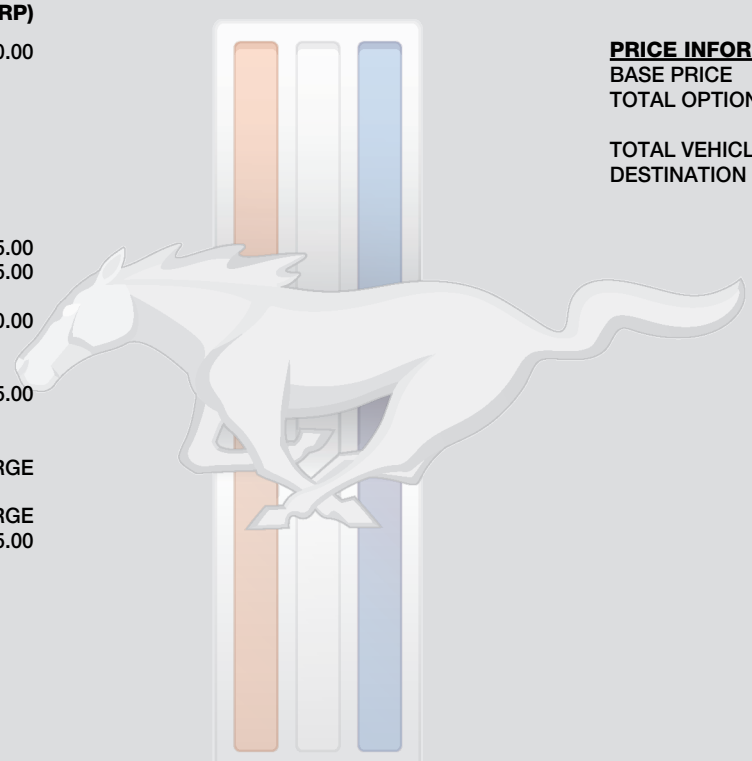 RP)
0.00
5.00
5.00
0.00
5.00
RGE
RGE
5.00
PRICE INFOR
BASE PRICE
TOTAL OPTION
TOTAL VEHICL
DESTINATION